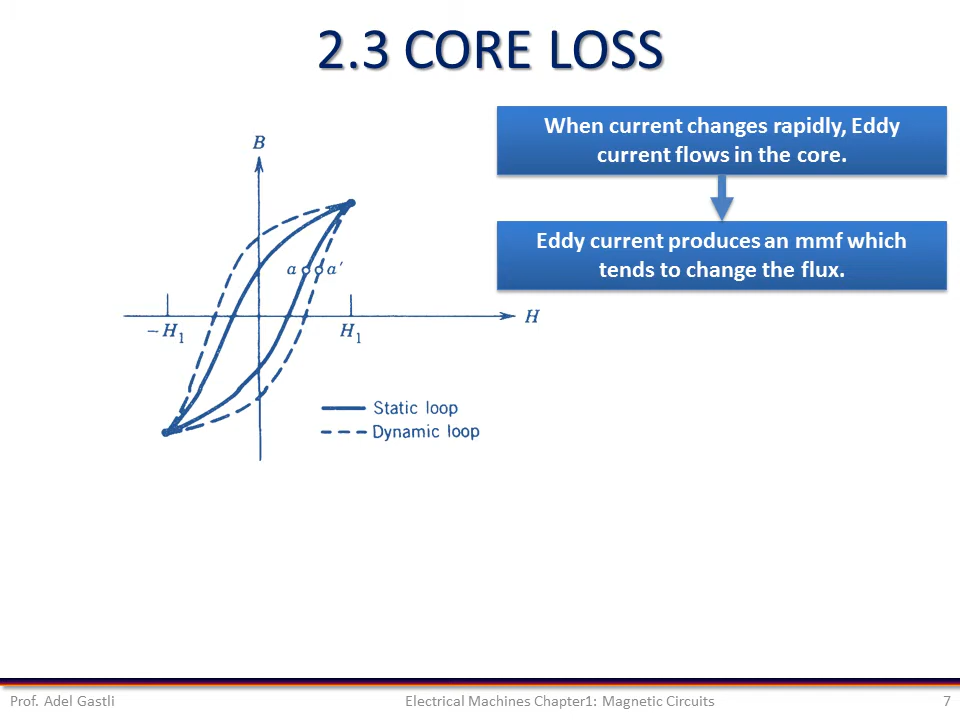 2.3 CORE LOSS
When current changes rapidly, Eddy
current flows in the core.
Eddy current produces an mmf which
tends to change the flux.
B
a a′
−H₁
H₁
H
Static loop
Dynamic loop
Prof. Adel Gastli
Electrical Machines Chapter1: Magnetic Circuits
7